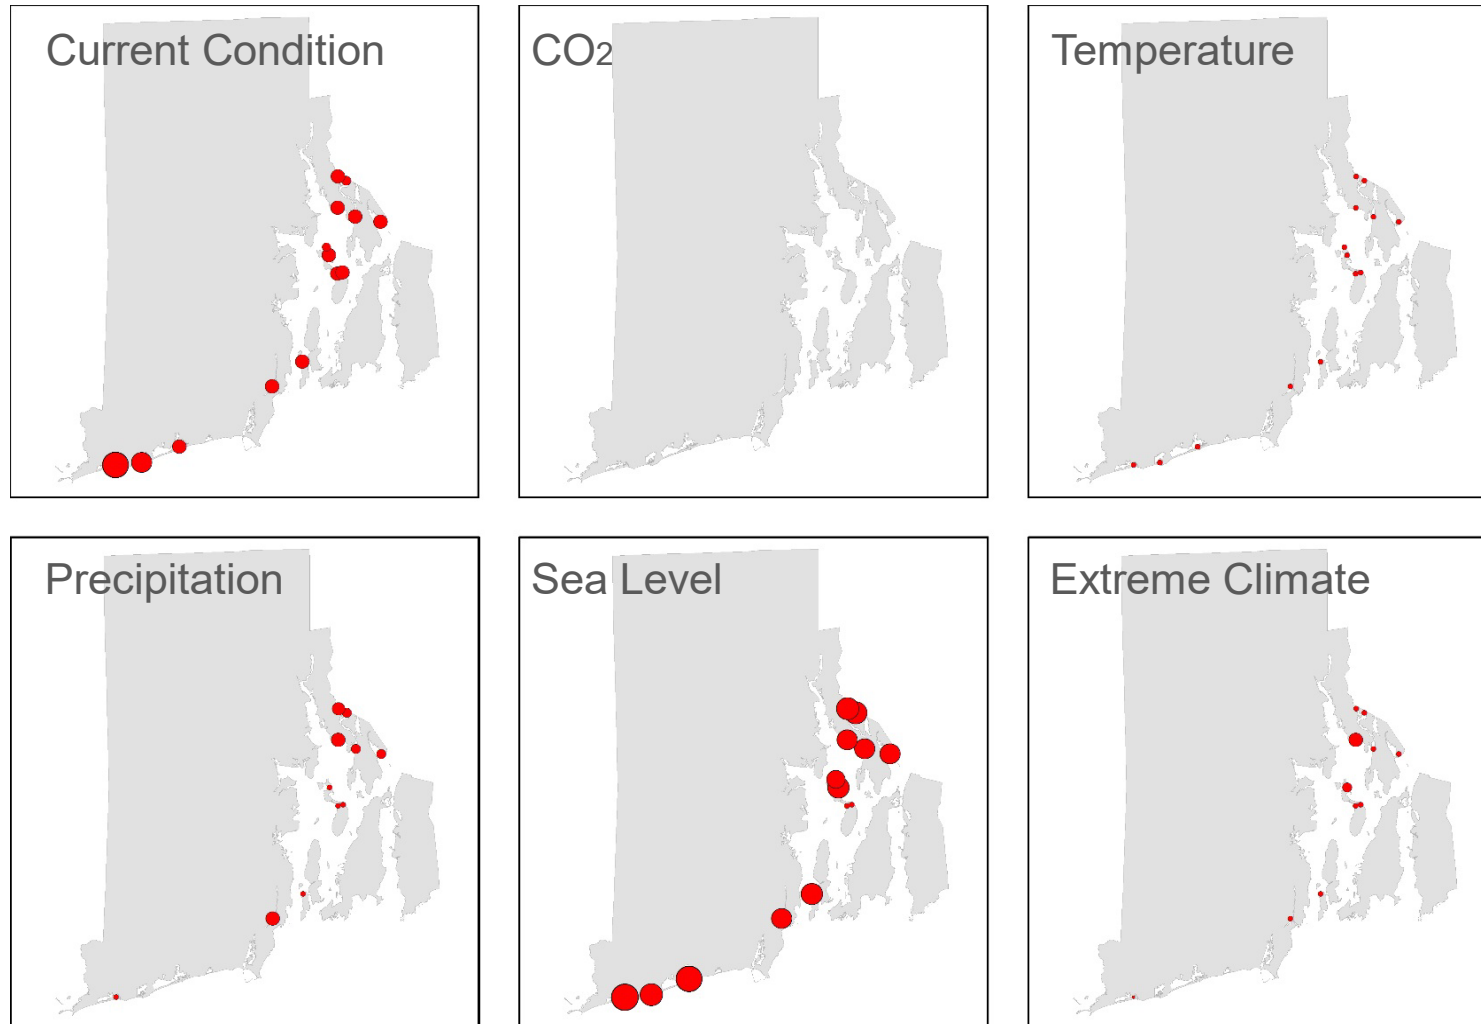 Current Condition
CO2
Temperature
Precipitation
Sea Level
Extreme Climate